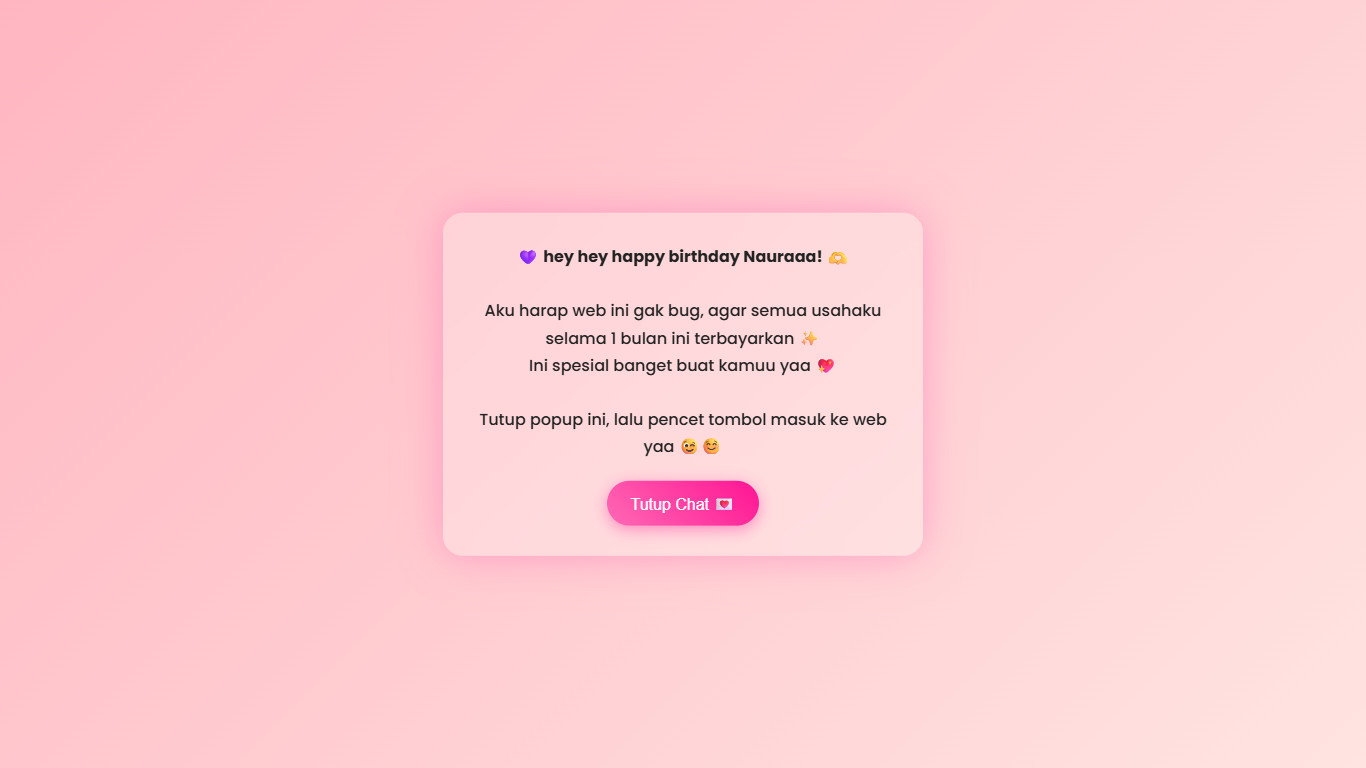 💜 hey hey happy birthday Nauraaa! 🫶
Aku harap web ini gak bug, agar semua usahaku
selama 1 bulan ini terbayarkan ✨
Ini spesial banget buat kamuu yaa 💖
Tutup popup ini, lalu pencet tombol masuk ke web
yaa 😉😊
Tutup Chat 💌